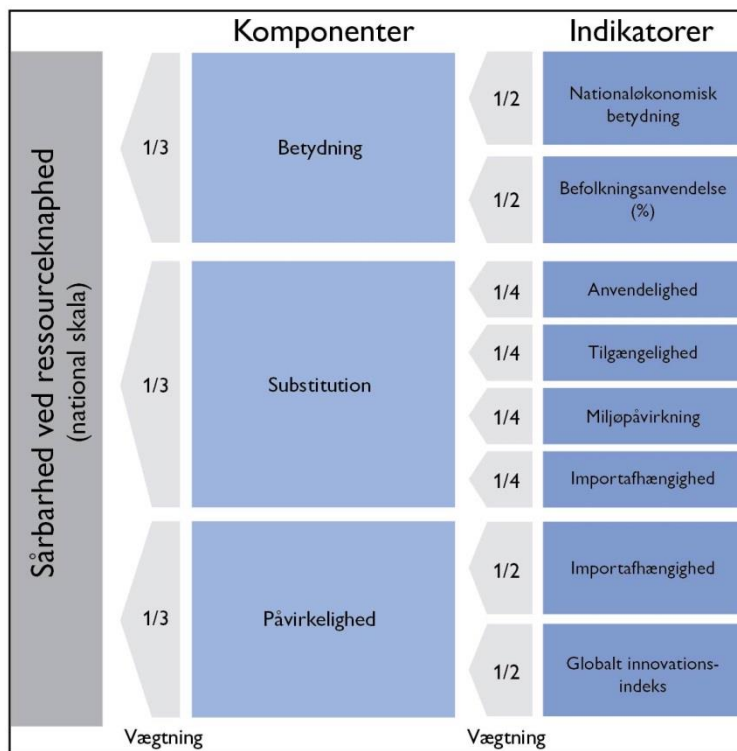 Komponenter
Indikatorer
Sårbarhed ved ressourceknaphed
(national skala)
1/3
Betydning
1/2
Nationaløkonomisk
betydning
1/2
Befolkningsanvendelse
(%)
1/3
Substitution
1/4
Anvendelighed
1/4
Tilgængelighed
1/4
Miljøpåvirkning
1/4
Importafhængighed
1/3
Påvirkelighed
1/2
Importafhængighed
1/2
Globalt innovations-
indeks
Vægtning
Vægtning